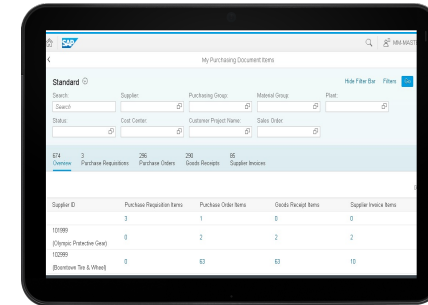 SAP
MM-MAST
My Purchasing Document Items
Standard
Hide Filter Bar Filters Go
Search: Supplier: Purchasing Group: Material Group: Plant:
Search
Status: Cost Center: Customer Project Name: Sales Order:
674 3 296 290 85
Overview Purchase Requisitions Purchase Orders Goods Receipts Supplier Invoices
Supplier ID Purchase Requisition Items Purchase Order Items Goods Receipt Items Supplier Invoice Items
3 1 0 0
101999
(Olympic Protective Gear)
0 2 2 2
102999
(Boomtown Tire & Wheel)
0 63 63 10